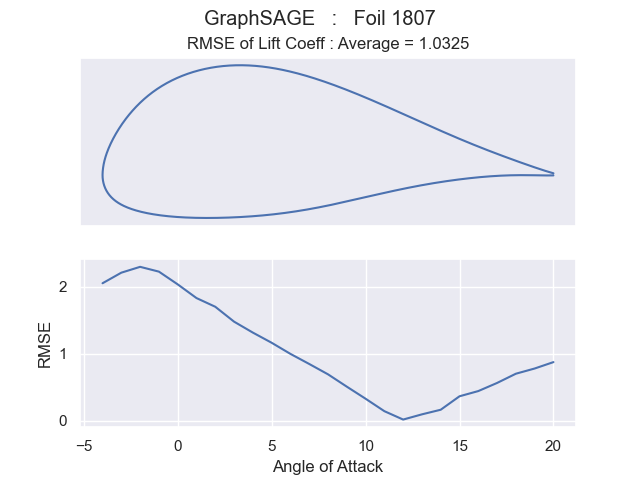 GraphSAGE   :   Foil 1807
RMSE of Lift Coeff : Average = 1.0325
RMSE
2
1
0
−5 0 5 10 15 20
Angle of Attack